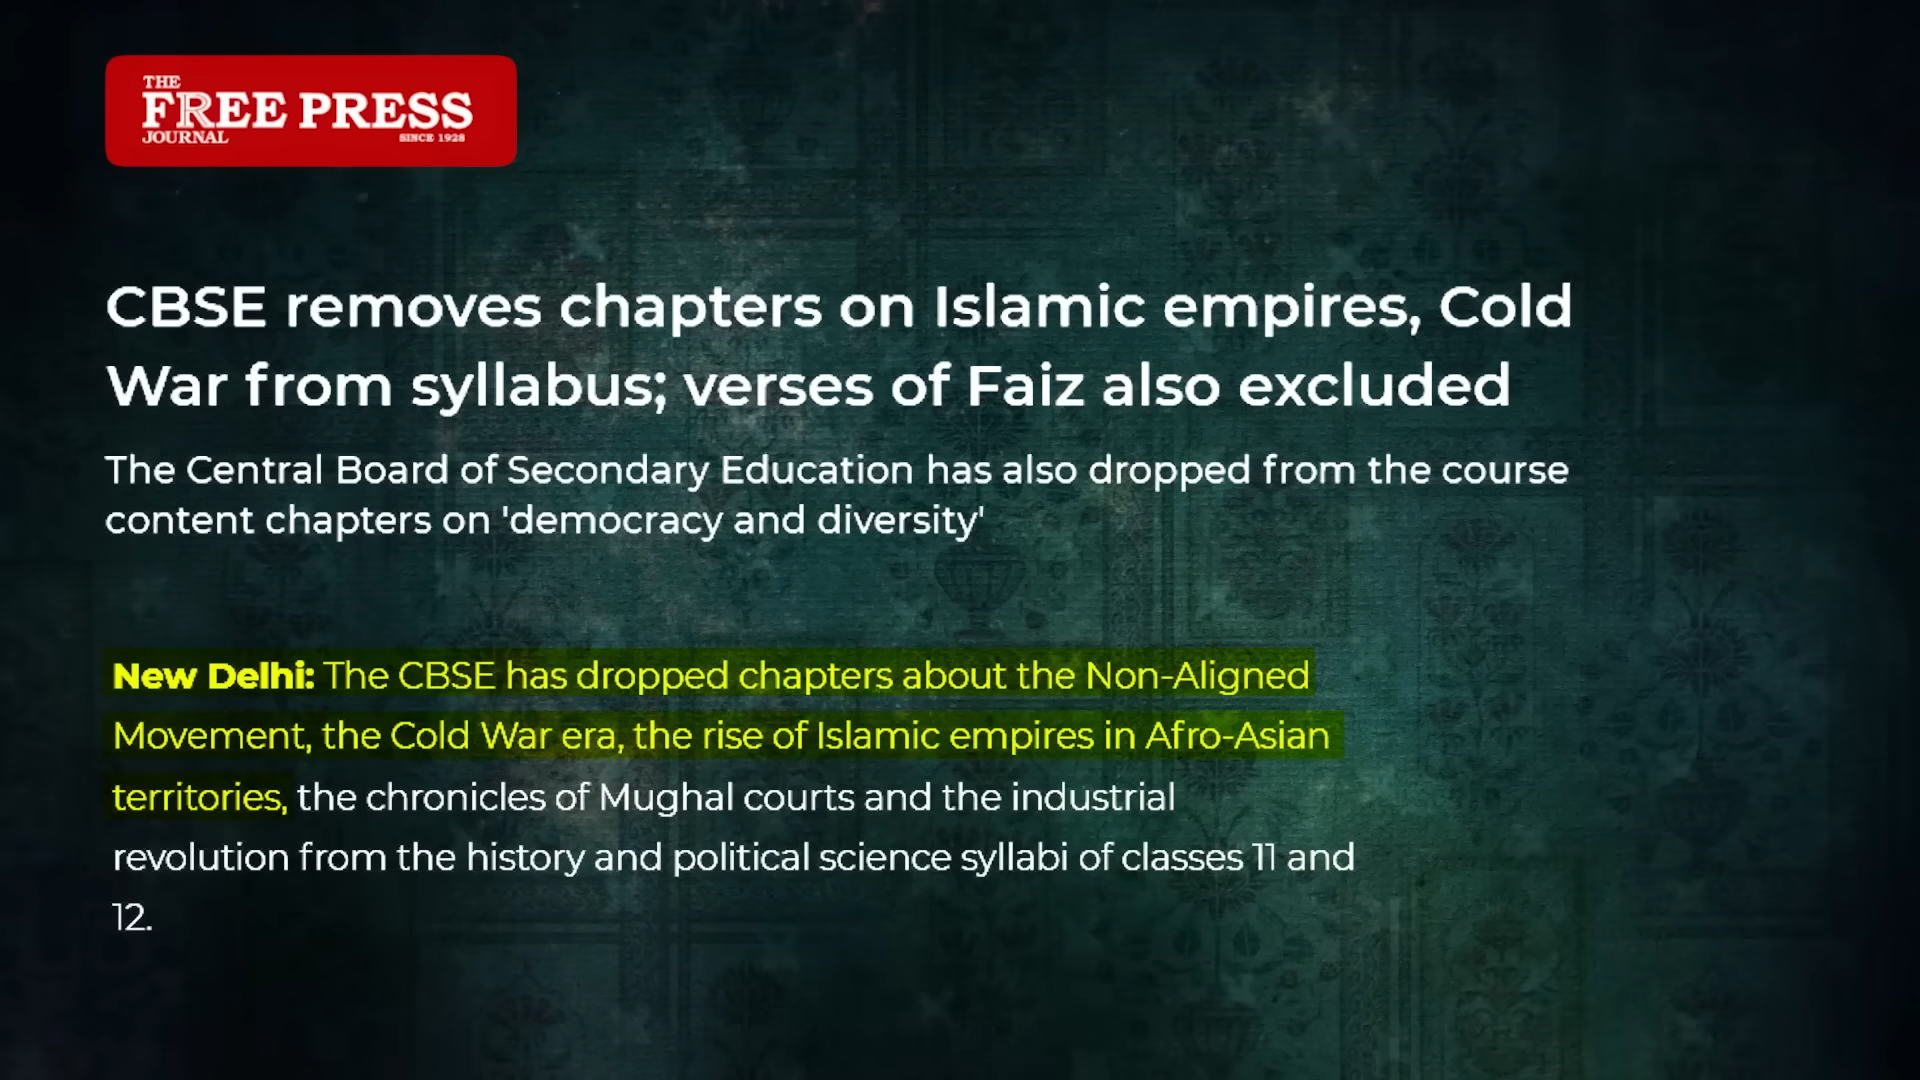 THE
FREE PRESS
JOURNAL SINCE 1928
CBSE removes chapters on Islamic empires, Cold
War from syllabus; verses of Faiz also excluded
The Central Board of Secondary Education has also dropped from the course
content chapters on 'democracy and diversity'
New Delhi: The CBSE has dropped chapters about the Non-Aligned
Movement, the Cold War era, the rise of Islamic empires in Afro-Asian
territories, the chronicles of Mughal courts and the industrial
revolution from the history and political science syllabi of classes 11 and
12.